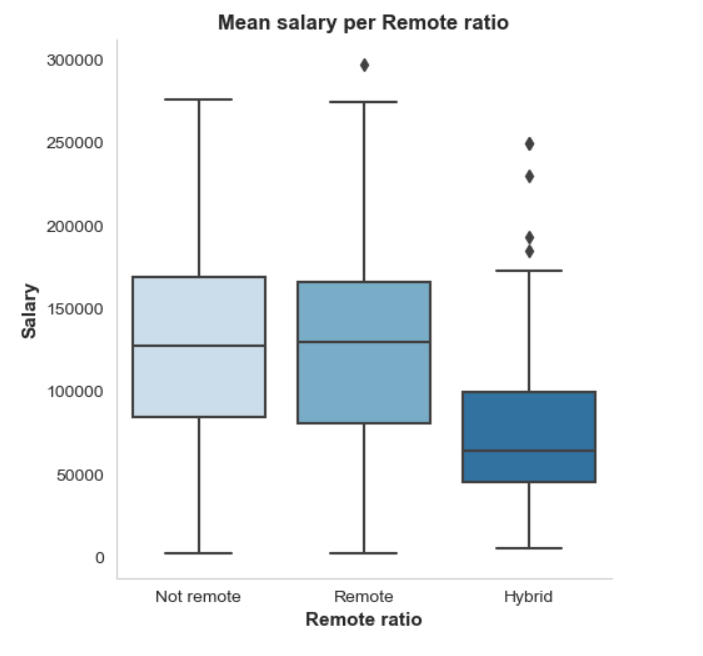 Mean salary per Remote ratio
300000
250000
200000
150000
100000
50000
0
Salary
Not remote
Remote
Hybrid
Remote ratio